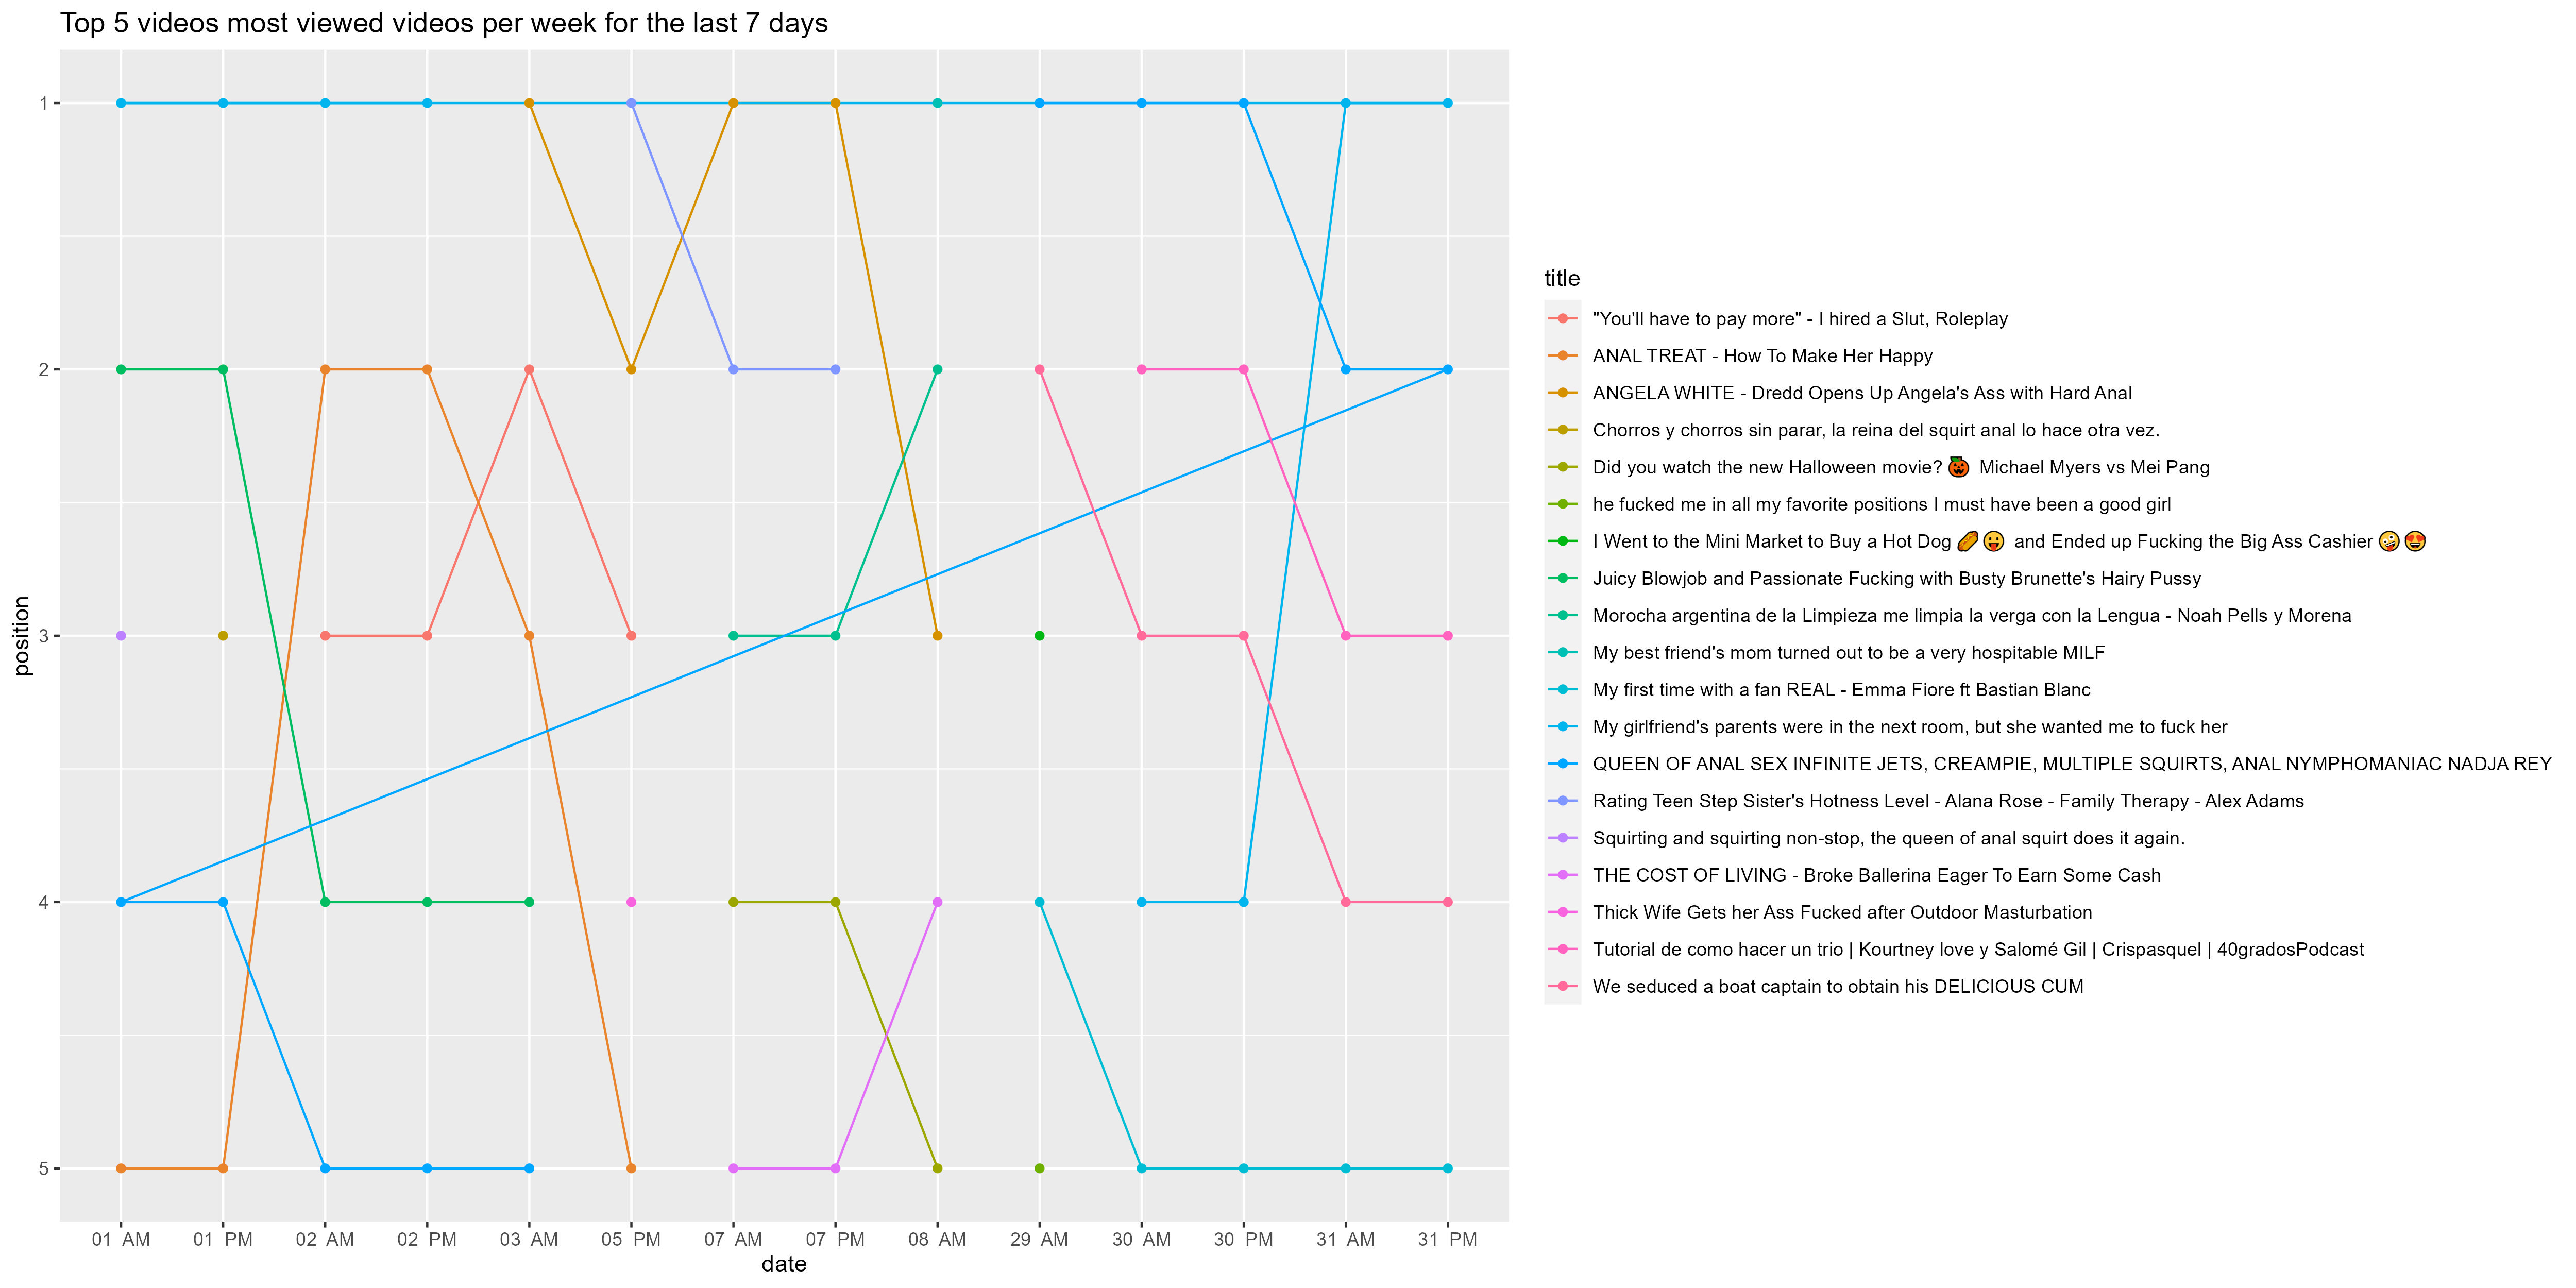 Top 5 videos most viewed videos per week for the last 7 days
position
1
2
3
4
5
01 AM
01 PM
02 AM
02 PM
03 AM
05 PM
07 AM
07 PM
08 AM
29 AM
30 AM
30 PM
31 AM
31 PM
date
title
"You'll have to pay more" - I hired a Slut, Roleplay
ANAL TREAT - How To Make Her Happy
ANGELA WHITE - Dredd Opens Up Angela's Ass with Hard Anal
Chorros y chorros sin parar, la reina del squirt anal lo hace otra vez.
Did you watch the new Halloween movie? 🎃 Michael Myers vs Mei Pang
he fucked me in all my favorite positions I must have been a good girl
I Went to the Mini Market to Buy a Hot Dog 🌭😛 and Ended up Fucking the Big Ass Cashier 🤪😍
Juicy Blowjob and Passionate Fucking with Busty Brunette's Hairy Pussy
Morocha argentina de la Limpieza me limpia la verga con la Lengua - Noah Pells y Morena
My best friend's mom turned out to be a very hospitable MILF
My first time with a fan REAL - Emma Fiore ft Bastian Blanc
My girlfriend's parents were in the next room, but she wanted me to fuck her
QUEEN OF ANAL SEX INFINITE JETS, CREAMPIE, MULTIPLE SQUIRTS, ANAL NYMPHOMANIAC NADJA REY
Rating Teen Step Sister's Hotness Level - Alana Rose - Family Therapy - Alex Adams
Squirting and squirting non-stop, the queen of anal squirt does it again.
THE COST OF LIVING - Broke Ballerina Eager To Earn Some Cash
Thick Wife Gets her Ass Fucked after Outdoor Masturbation
Tutorial de como hacer un trio | Kourtney love y Salomé Gil | Crispasquel | 40gradosPodcast
We seduced a boat captain to obtain his DELICIOUS CUM